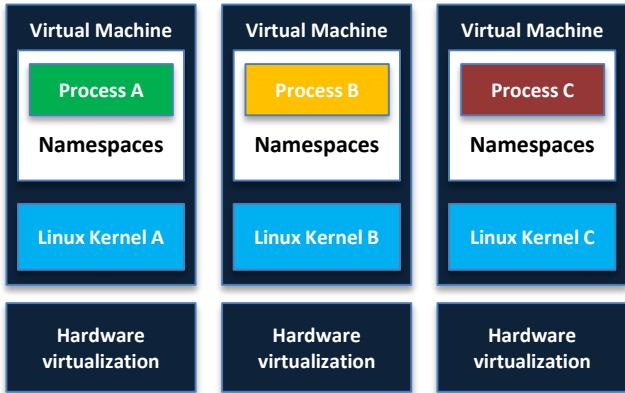 Virtual Machine
Process A
Namespaces
Linux Kernel A
Hardware
virtualization
Virtual Machine
Process B
Namespaces
Linux Kernel B
Hardware
virtualization
Virtual Machine
Process C
Namespaces
Linux Kernel C
Hardware
virtualization